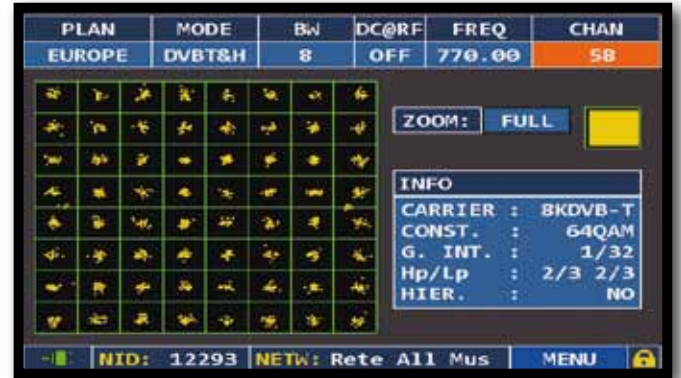 PLAN MODE BW DC@RF FREQ CHAN
EUROPE DVBT&H 8 OFF 770.00 58
ZOOM: FULL
INFO
CARRIER : 8KDVB-T
CONST. : 64QAM
G. INT. : 1/32
Hp/Lp : 2/3 2/3
HIER. : NO
NID: 12293 NETW: Rete All Mus MENU